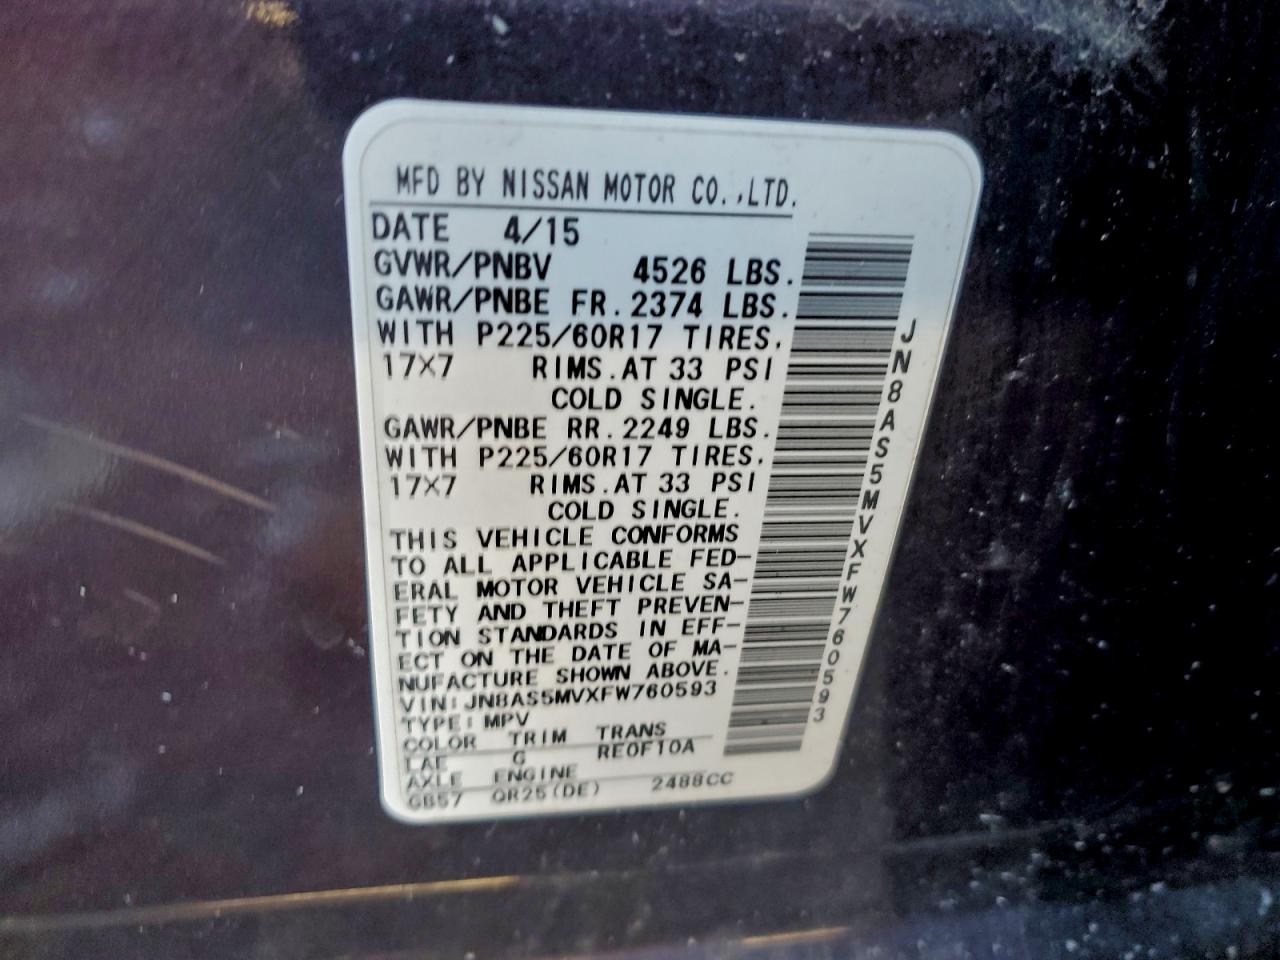 MFD BY NISSAN MOTOR CO.,LTD.
DATE 4/15
GVWR/PNBV 4526 LBS.
GAWR/PNBE FR.2374 LBS.
WITH P225/60R17 TIRES.
17X7 RIMS.AT 33 PSI
COLD SINGLE.
GAWR/PNBE RR.2249 LBS.
WITH P225/60R17 TIRES.
17X7 RIMS.AT 33 PSI
COLD SINGLE.
THIS VEHICLE CONFORMS
TO ALL APPLICABLE FED-
ERAL MOTOR VEHICLE SA-
FETY AND THEFT PREVEN-
TION STANDARDS IN EFF-
ECT ON THE DATE OF MA-
NUFACTURE SHOWN ABOVE.
VIN:JN8AS5MVXFW760593
TYPE:MPV
COLOR TRIM TRANS
LAE G RE0F10A
AXLE ENGINE
GB57 QR25(DE) 2488CC
JN8AS5MVXFW760593